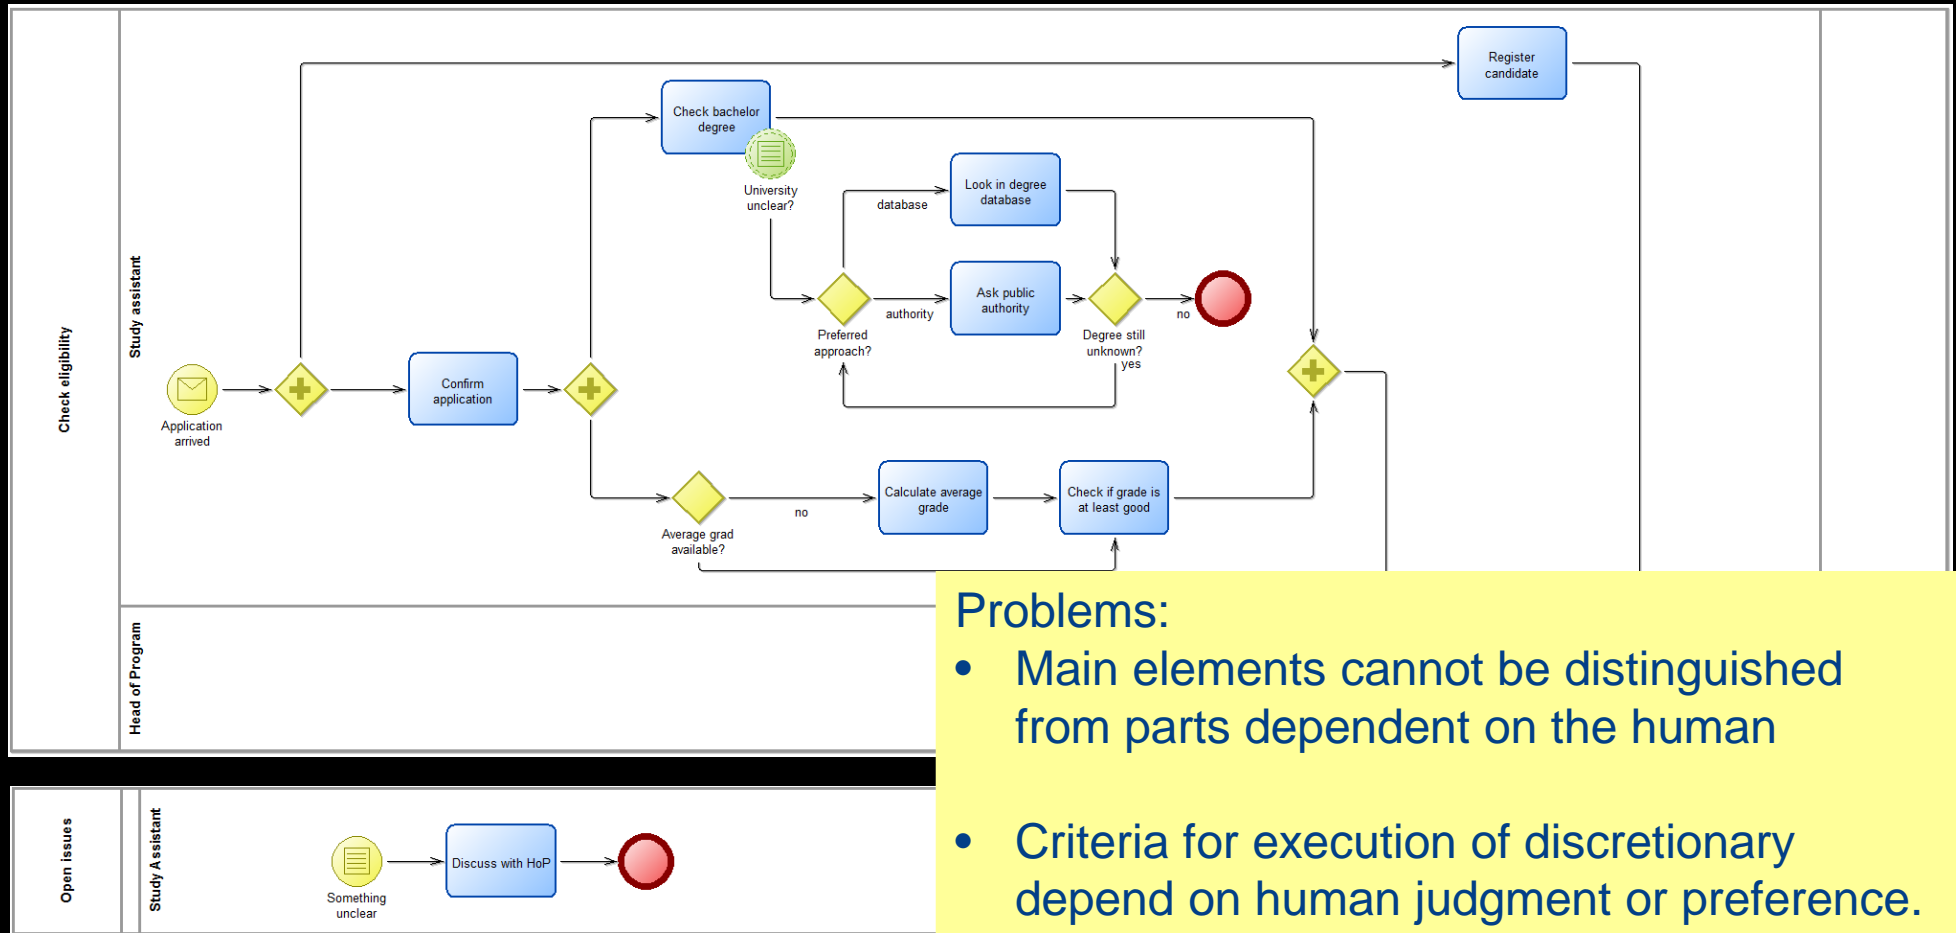 Check eligibility
Study assistant
Register
candidate
Check bachelor
degree
University
unclear?
Look in degree
database
database
Ask public
authority
authority
Preferred
approach?
Degree still
unknown?
yes
no
Application
arrived
Confirm
application
Average grad
available?
no
Calculate average
grade
Check if grade is
at least good
Head of Program
Problems:
• Main elements cannot be distinguished
from parts dependent on the human
• Criteria for execution of discretionary
depend on human judgment or preference.
Open issues
Study Assistant
Something
unclear
Discuss with HoP